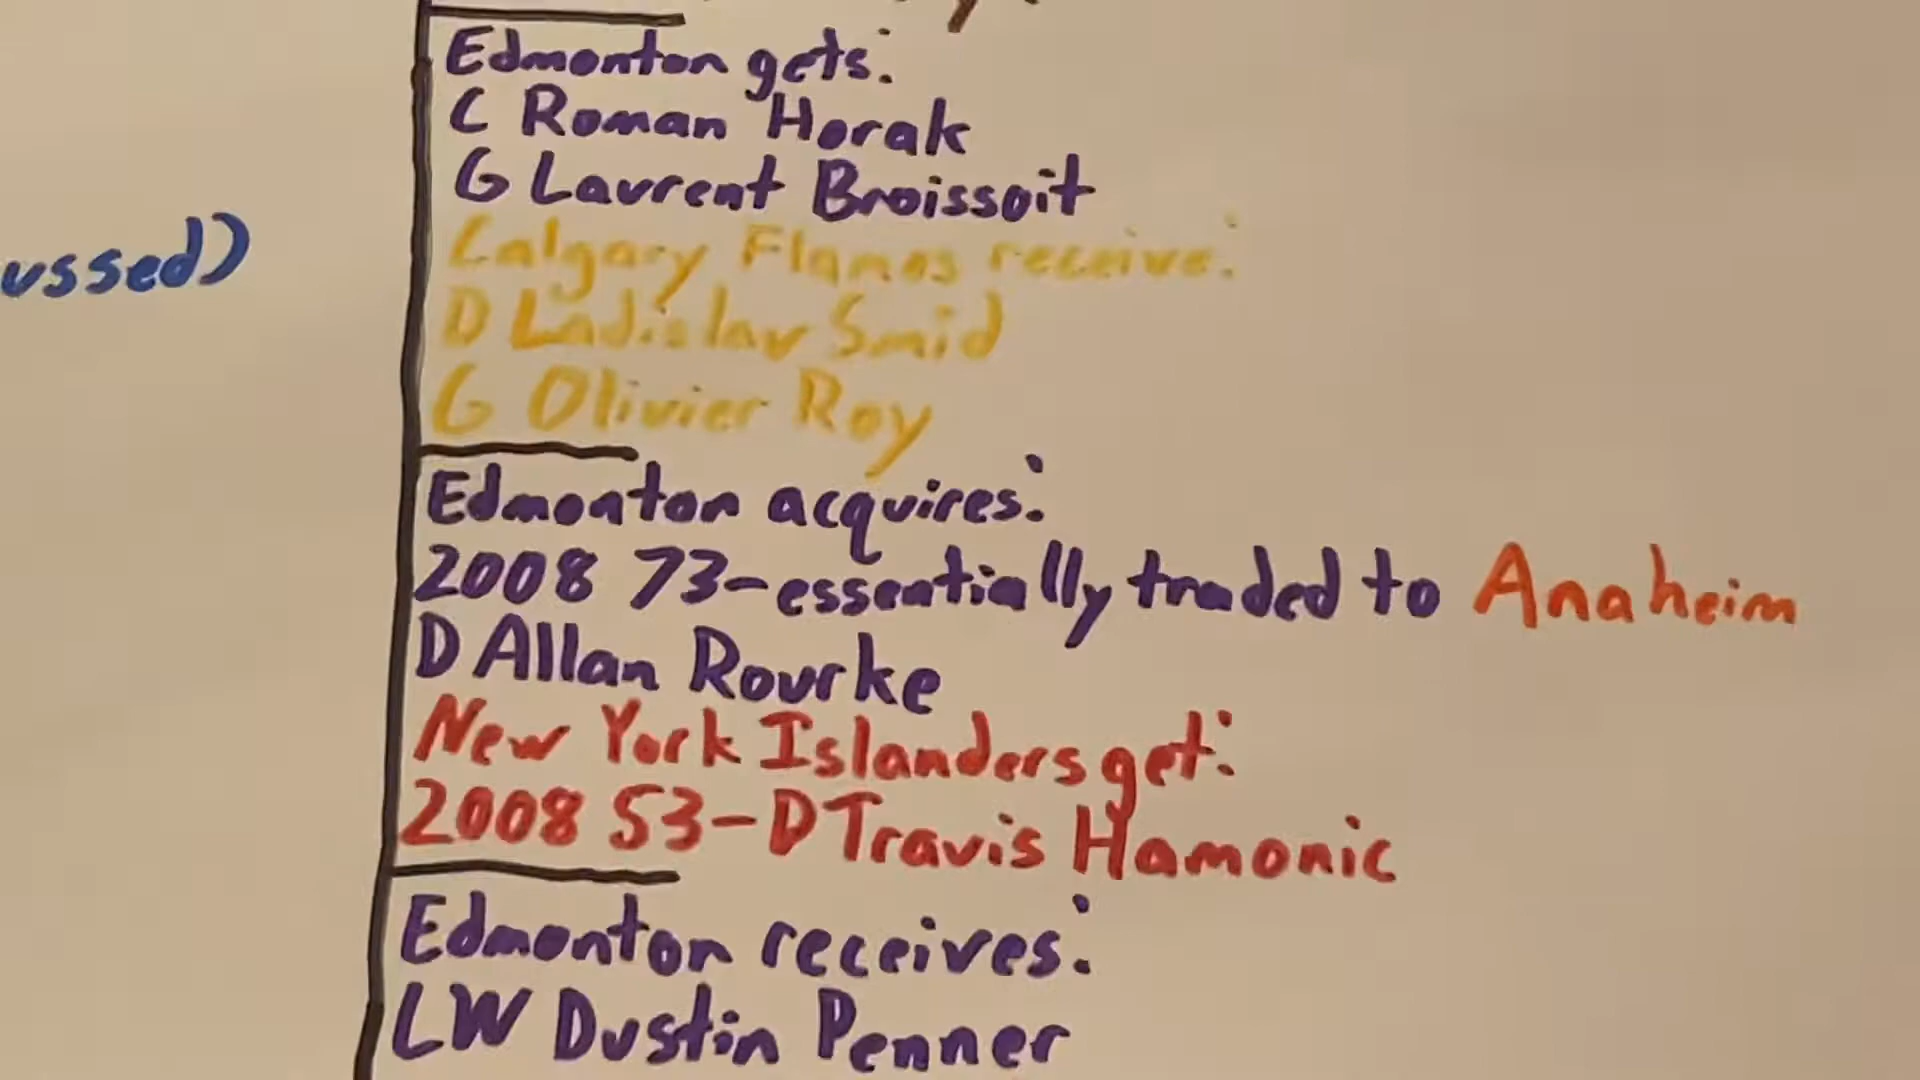 Edmonton gets:
C Roman Horak
G Laurent Broissoit
ussed)
Calgary Flames receive:
D Ladislav Smid
G Olivier Roy
Edmonton acquires:
2008 73-essentially traded to Anaheim
D Allan Rourke
New York Islanders get:
2008 53-D Travis Hamonic
Edmonton receives:
LW Dustin Penner